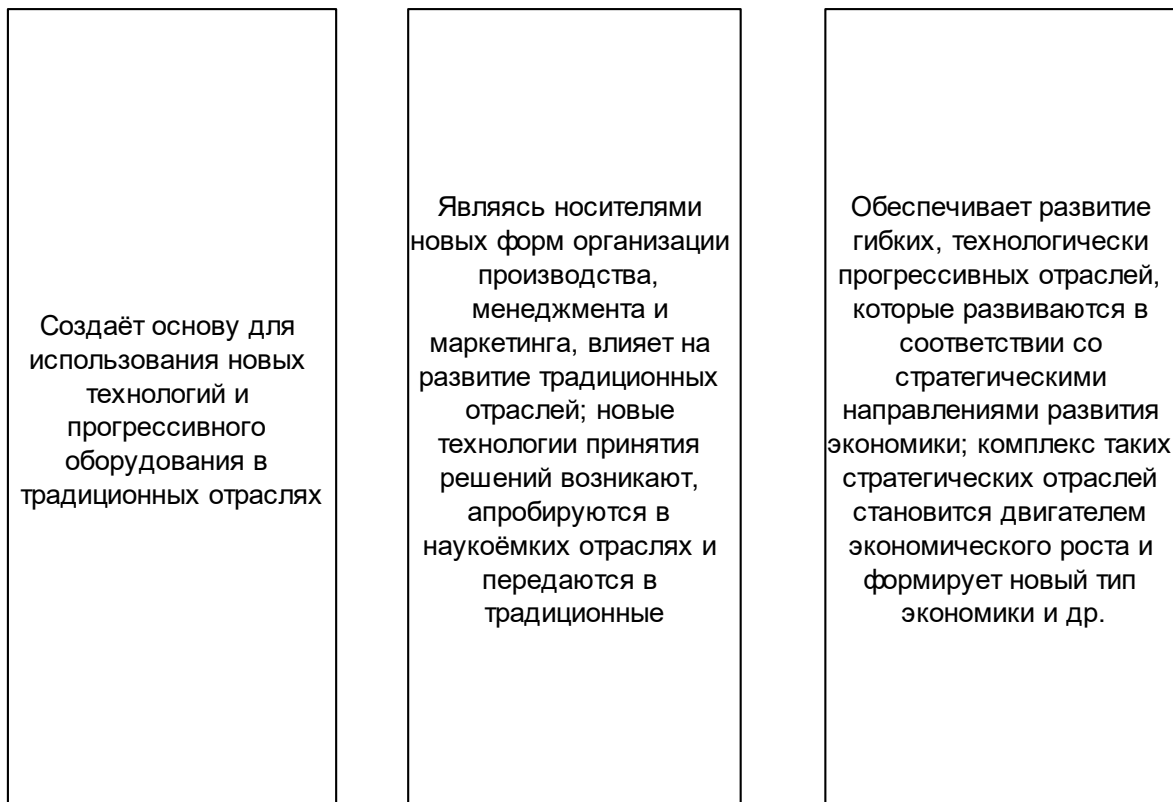 Создаёт основу для
использования новых
технологий и
прогрессивного
оборудования в
традиционных отраслях
Являясь носителями
новых форм организации
производства,
менеджмента и
маркетинга, влияет на
развитие традиционных
отраслей; новые
технологии принятия
решений возникают,
апробируются в
наукоёмких отраслях и
передаются в
традиционные
Обеспечивает развитие
гибких, технологически
прогрессивных отраслей,
которые развиваются в
соответствии со
стратегическими
направлениями развития
экономики; комплекс таких
стратегических отраслей
становится двигателем
экономического роста и
формирует новый тип
экономики и др.